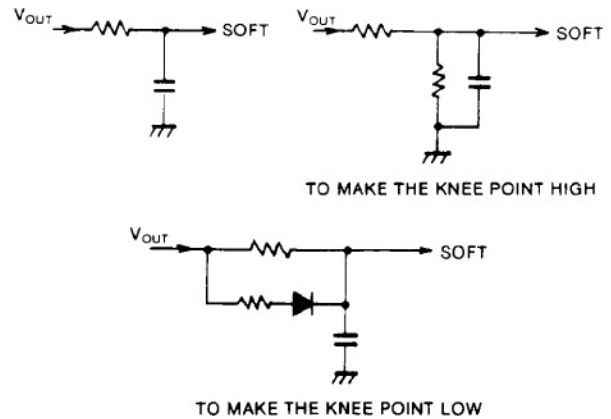 VOUT
SOFT
VOUT
SOFT
TO MAKE THE KNEE POINT HIGH
VOUT
SOFT
TO MAKE THE KNEE POINT LOW